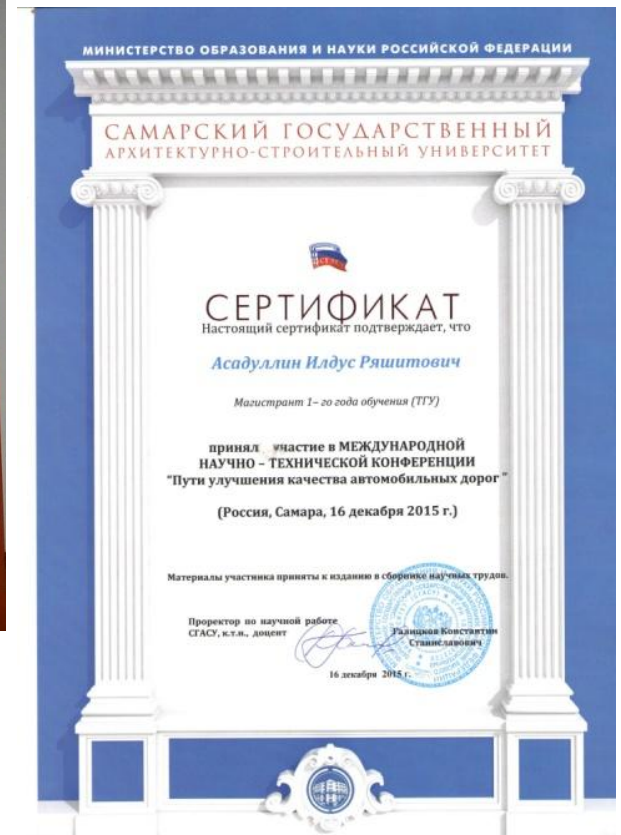 МИНИСТЕРСТВО ОБРАЗОВАНИЯ И НАУКИ РОССИЙСКОЙ ФЕДЕРАЦИИ
САМАРСКИЙ ГОСУДАРСТВЕННЫЙ
АРХИТЕКТУРНО-СТРОИТЕЛЬНЫЙ УНИВЕРСИТЕТ
СЕРТИФИКАТ
Настоящий сертификат подтверждает, что
Асадуллин Илдус Ряшитович
Магистрант 1– го года обучения (ТГУ)
принял участие в МЕЖДУНАРОДНОЙ
НАУЧНО – ТЕХНИЧЕСКОЙ КОНФЕРЕНЦИИ
"Пути улучшения качества автомобильных дорог "
(Россия, Самара, 16 декабря 2015 г.)
Материалы участника приняты к изданию в сборнике научных трудов.
Проректор по научной работе
СГАСУ, к.т.н., доцент
Галицков Константин
Станиславович
16 декабря 2015 г.